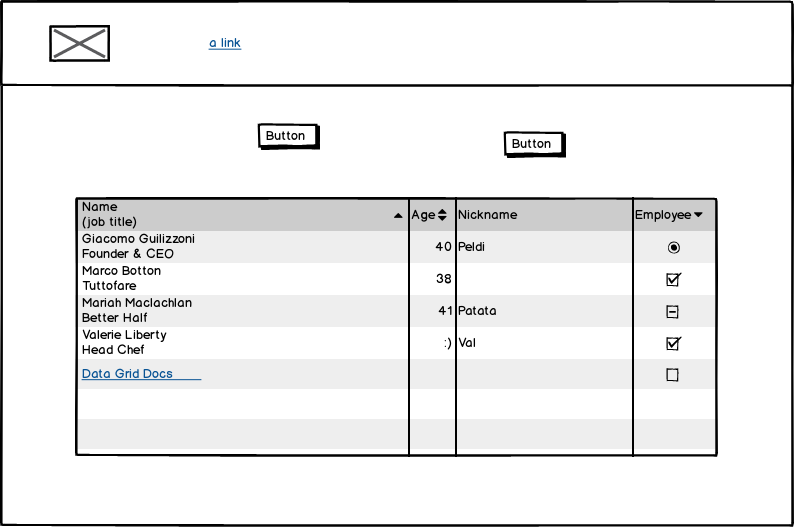 a link
Button
Button
Name
(job title)
Age
Nickname
Employee
Giacomo Guilizzoni
Founder & CEO
40
Peldi
Marco Botton
Tuttofare
38
Mariah Maclachlan
Better Half
41
Patata
Valerie Liberty
Head Chef
:)
Val
Data Grid Docs